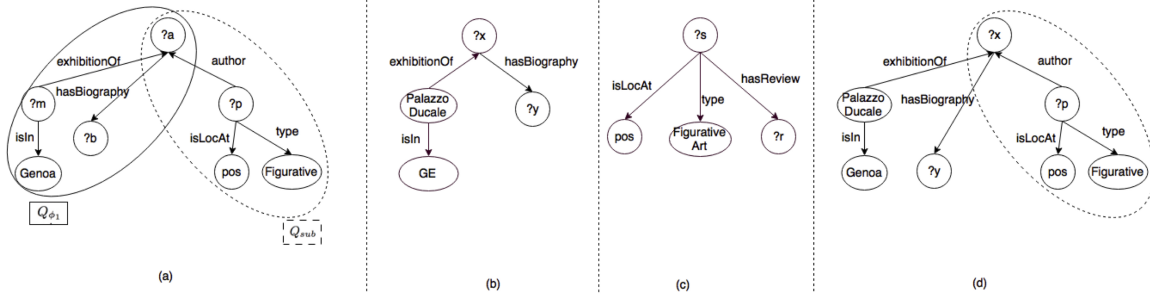 ?a
exhibitionOf
author
hasBiography
?m
?p
isIn
?b
isLocAt
type
Genoa
pos
Figurative
Qϕ1
Qsub
(a)
?x
exhibitionOf
hasBiography
Palazzo
Ducale
?y
isIn
GE
(b)
?s
isLocAt
type
hasReview
pos
Figurative
Art
?r
(c)
?x
exhibitionOf
author
Palazzo
Ducale
hasBiography
?p
isIn
isLocAt
type
Genoa
?y
pos
Figurative
(d)